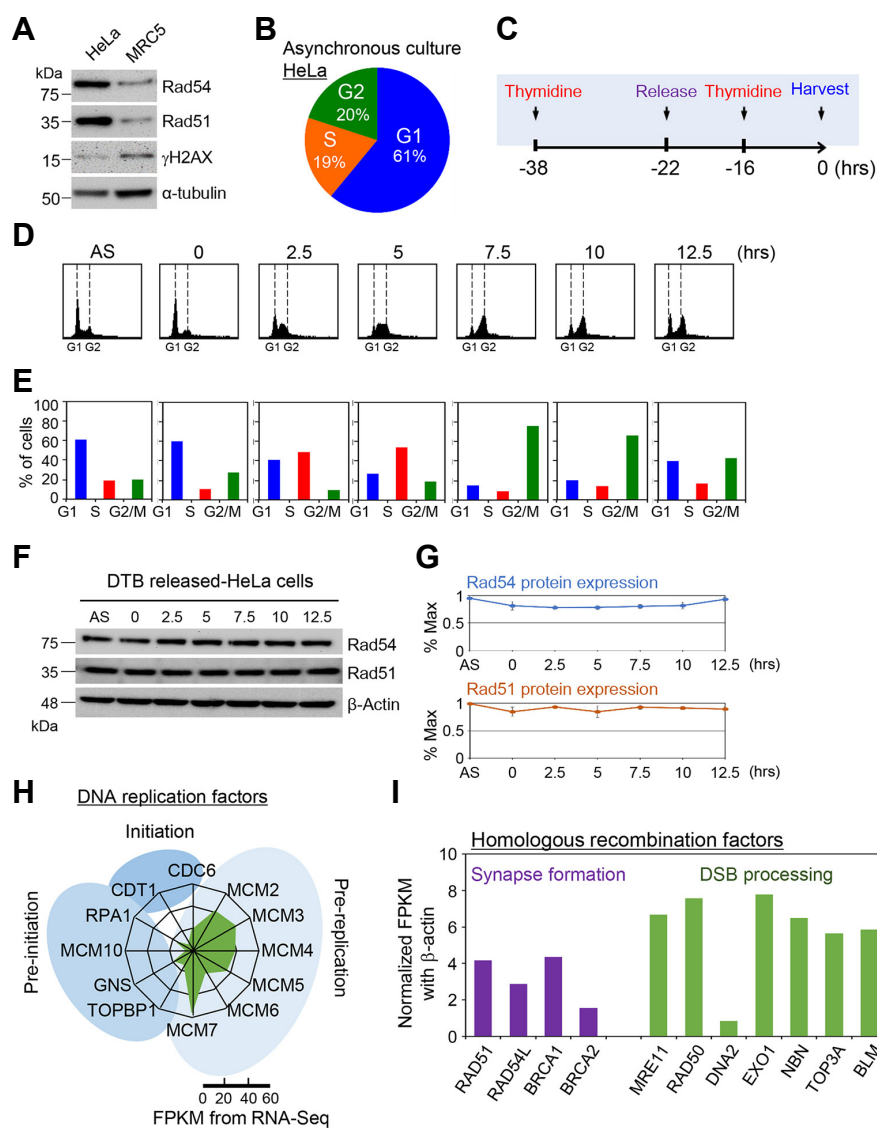 A
HeLa
MRC5
kDa
75
35
15
50
Rad54
Rad51
γH2AX
α-tubulin
B
Asynchronous culture
HeLa
G2
20%
S
19%
G1
61%
C
Thymidine
Release
Thymidine
Harvest
-38
-22
-16
0 (hrs)
D
AS
0
2.5
5
7.5
10
12.5
(hrs)
G1 G2
G1 G2
G1 G2
G1 G2
G1 G2
G1 G2
G1 G2
E
% of cells
100
80
60
40
20
0
G1 S G2/M
G1 S G2/M
G1 S G2/M
G1 S G2/M
G1 S G2/M
G1 S G2/M
G1 S G2/M
F
DTB released-HeLa cells
AS 0 2.5 5 7.5 10 12.5
75
35
48
kDa
Rad54
Rad51
β-Actin
G
Rad54 protein expression
% Max
1
0.5
0
AS 0 2.5 5 7.5 10 12.5 (hrs)
Rad51 protein expression
% Max
1
0.5
0
AS 0 2.5 5 7.5 10 12.5 (hrs)
H
DNA replication factors
Initiation
Pre-initiation
Pre-replication
CDC6
MCM2
MCM3
MCM4
MCM5
MCM6
MCM7
TOPBP1
GNS
MCM10
RPA1
CDT1
0 20 40 60
FPKM from RNA-Seq
I
Homologous recombination factors
Synapse formation
DSB processing
Normalized FPKM
with β-actin
10
8
6
4
2
0
RAD51
RAD54L
BRCA1
BRCA2
MRE11
RAD50
DNA2
EXO1
NBN
TOP3A
BLM